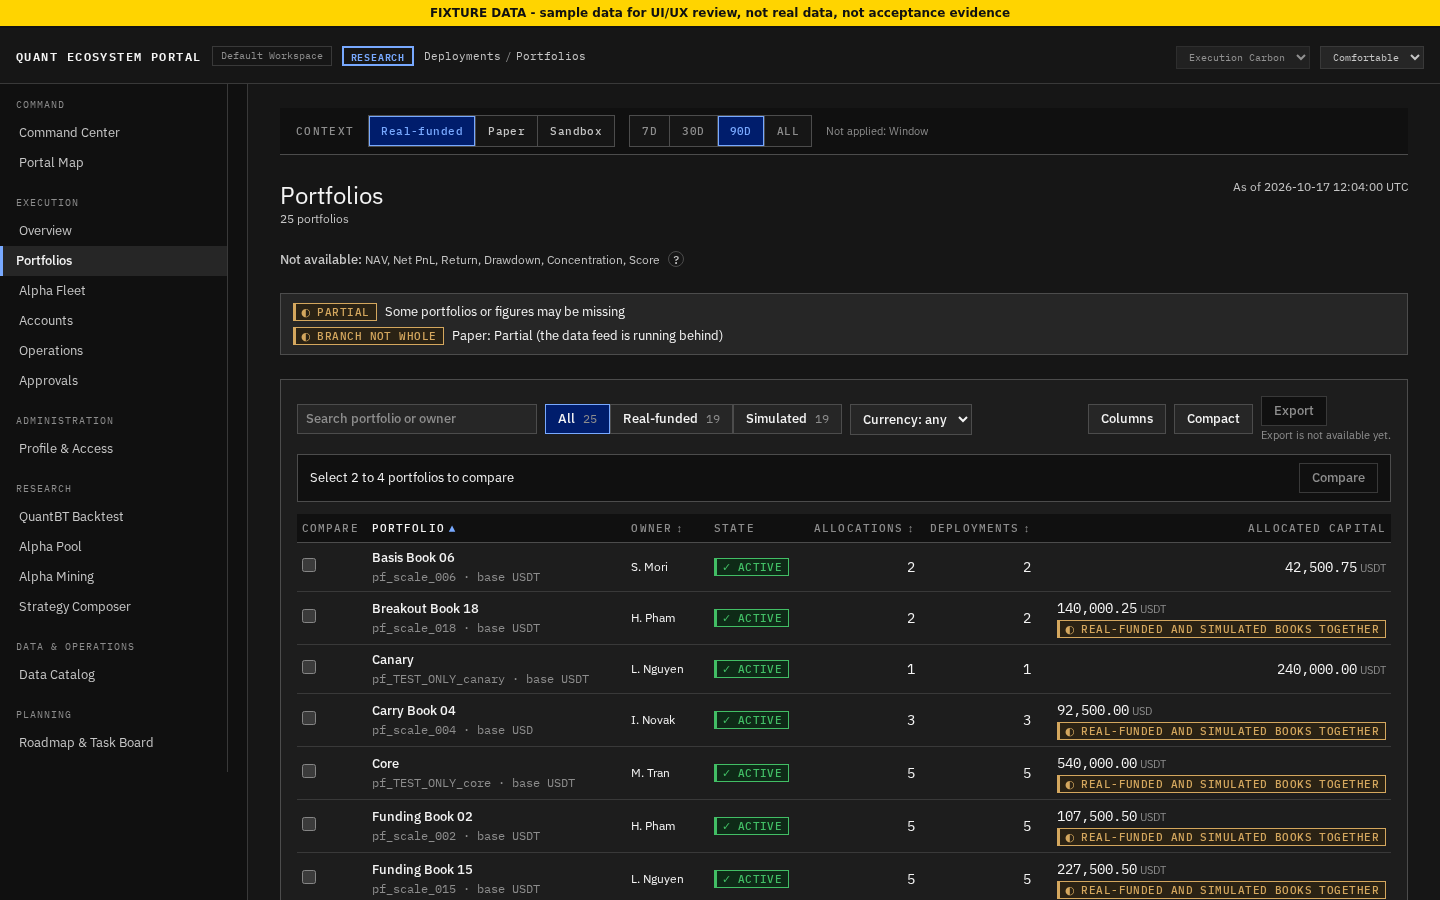 FIXTURE DATA - sample data for UI/UX review, not real data, not acceptance evidence
QUANT ECOSYSTEM PORTAL Default Workspace RESEARCH Deployments / Portfolios Execution Carbon Comfortable
COMMAND
Command Center
Portal Map
EXECUTION
Overview
Portfolios
Alpha Fleet
Accounts
Operations
Approvals
ADMINISTRATION
Profile & Access
RESEARCH
QuantBT Backtest
Alpha Pool
Alpha Mining
Strategy Composer
DATA & OPERATIONS
Data Catalog
PLANNING
Roadmap & Task Board
CONTEXT Real-funded Paper Sandbox 7D 30D 90D ALL Not applied: Window
Portfolios
As of 2026-10-17 12:04:00 UTC
25 portfolios
Not available: NAV, Net PnL, Return, Drawdown, Concentration, Score ?
◐ PARTIAL Some portfolios or figures may be missing
◐ BRANCH NOT WHOLE Paper: Partial (the data feed is running behind)
Search portfolio or owner All 25 Real-funded 19 Simulated 19 Currency: any Columns Compact Export
Export is not available yet.
Select 2 to 4 portfolios to compare Compare
COMPARE PORTFOLIO ▲ OWNER ↕ STATE ALLOCATIONS ↕ DEPLOYMENTS ↕ ALLOCATED CAPITAL
Basis Book 06
pf_scale_006 · base USDT S. Mori ✓ ACTIVE 2 2 42,500.75 USDT
Breakout Book 18
pf_scale_018 · base USDT H. Pham ✓ ACTIVE 2 2 140,000.25 USDT
◐ REAL-FUNDED AND SIMULATED BOOKS TOGETHER
Canary
pf_TEST_ONLY_canary · base USDT L. Nguyen ✓ ACTIVE 1 1 240,000.00 USDT
Carry Book 04
pf_scale_004 · base USD I. Novak ✓ ACTIVE 3 3 92,500.00 USD
◐ REAL-FUNDED AND SIMULATED BOOKS TOGETHER
Core
pf_TEST_ONLY_core · base USDT M. Tran ✓ ACTIVE 5 5 540,000.00 USDT
◐ REAL-FUNDED AND SIMULATED BOOKS TOGETHER
Funding Book 02
pf_scale_002 · base USDT H. Pham ✓ ACTIVE 5 5 107,500.50 USDT
◐ REAL-FUNDED AND SIMULATED BOOKS TOGETHER
Funding Book 15
pf_scale_015 · base USDT L. Nguyen ✓ ACTIVE 5 5 227,500.50 USDT
◐ REAL-FUNDED AND SIMULATED BOOKS TOGETHER